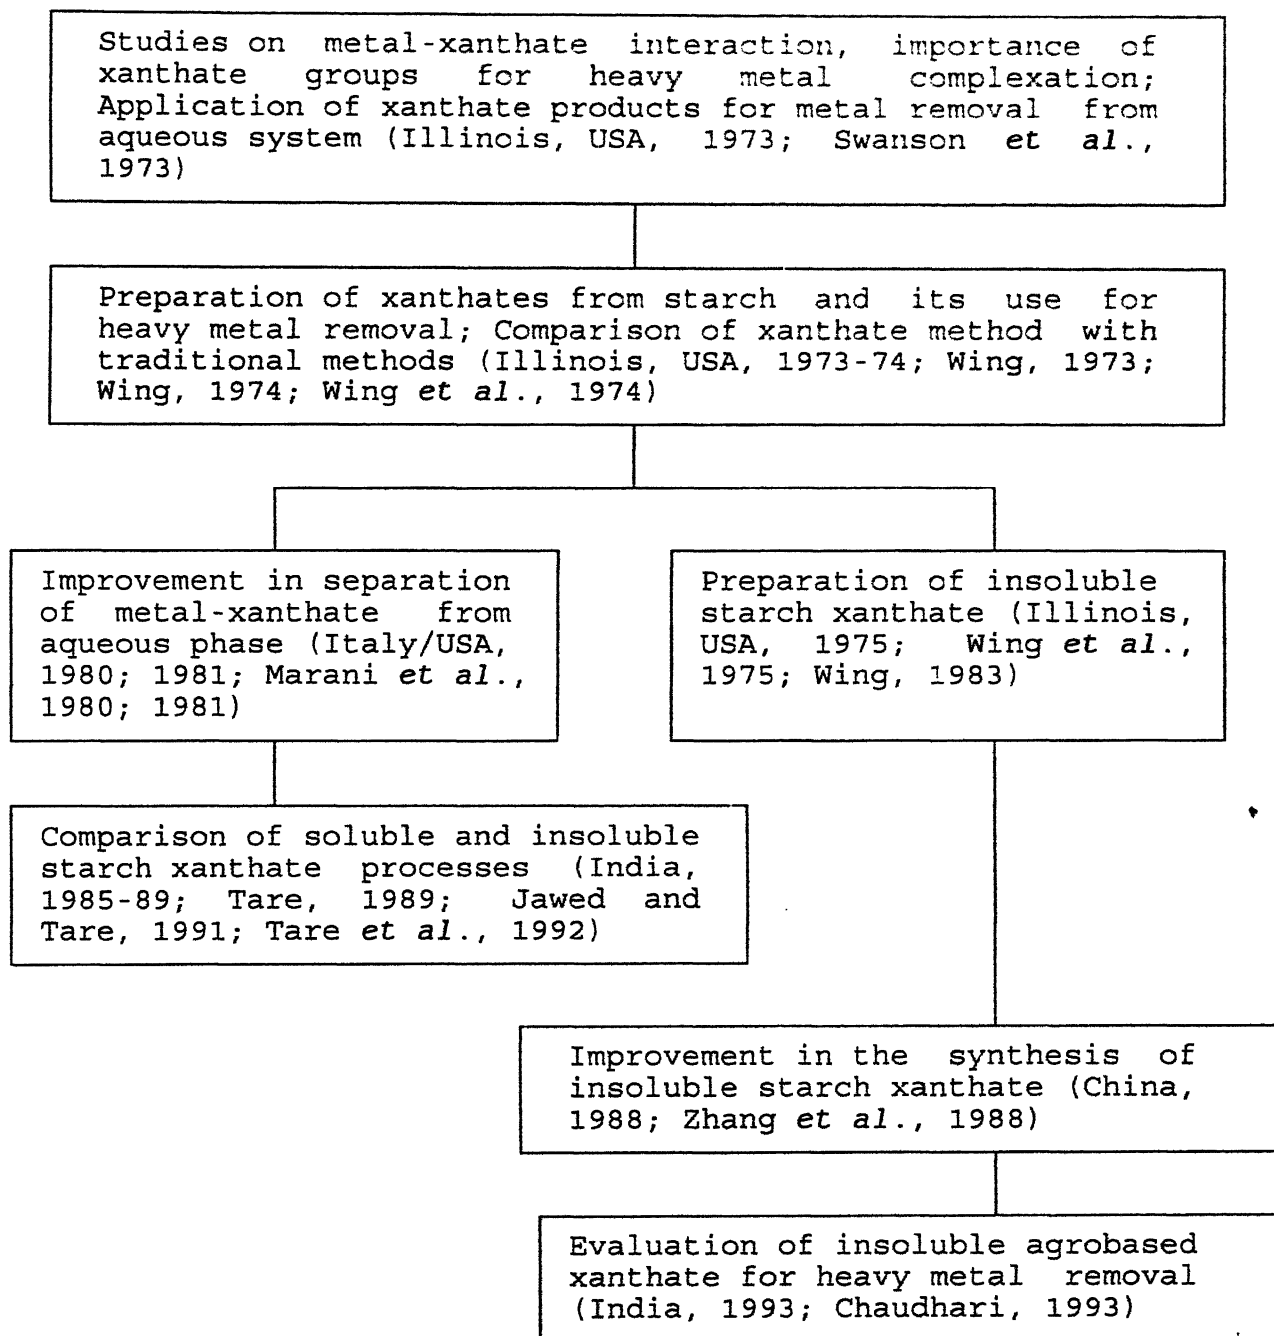 Studies on metal-xanthate interaction, importance of
xanthate groups for heavy metal complexation;
Application of xanthate products for metal removal from
aqueous system (Illinois, USA, 1973; Swanson et al.,
1973)
Preparation of xanthates from starch and its use for
heavy metal removal; Comparison of xanthate method with
traditional methods (Illinois, USA, 1973-74; Wing, 1973;
Wing, 1974; Wing et al., 1974)
Improvement in separation
of metal-xanthate from
aqueous phase (Italy/USA,
1980; 1981; Marani et al.,
1980; 1981)
Preparation of insoluble
starch xanthate (Illinois,
USA, 1975; Wing et al.,
1975; Wing, 1983)
Comparison of soluble and insoluble
starch xanthate processes (India,
1985-89; Tare, 1989; Jawed and
Tare, 1991; Tare et al., 1992)
Improvement in the synthesis of
insoluble starch xanthate (China,
1988; Zhang et al., 1988)
Evaluation of insoluble agrobased
xanthate for heavy metal removal
(India, 1993; Chaudhari, 1993)